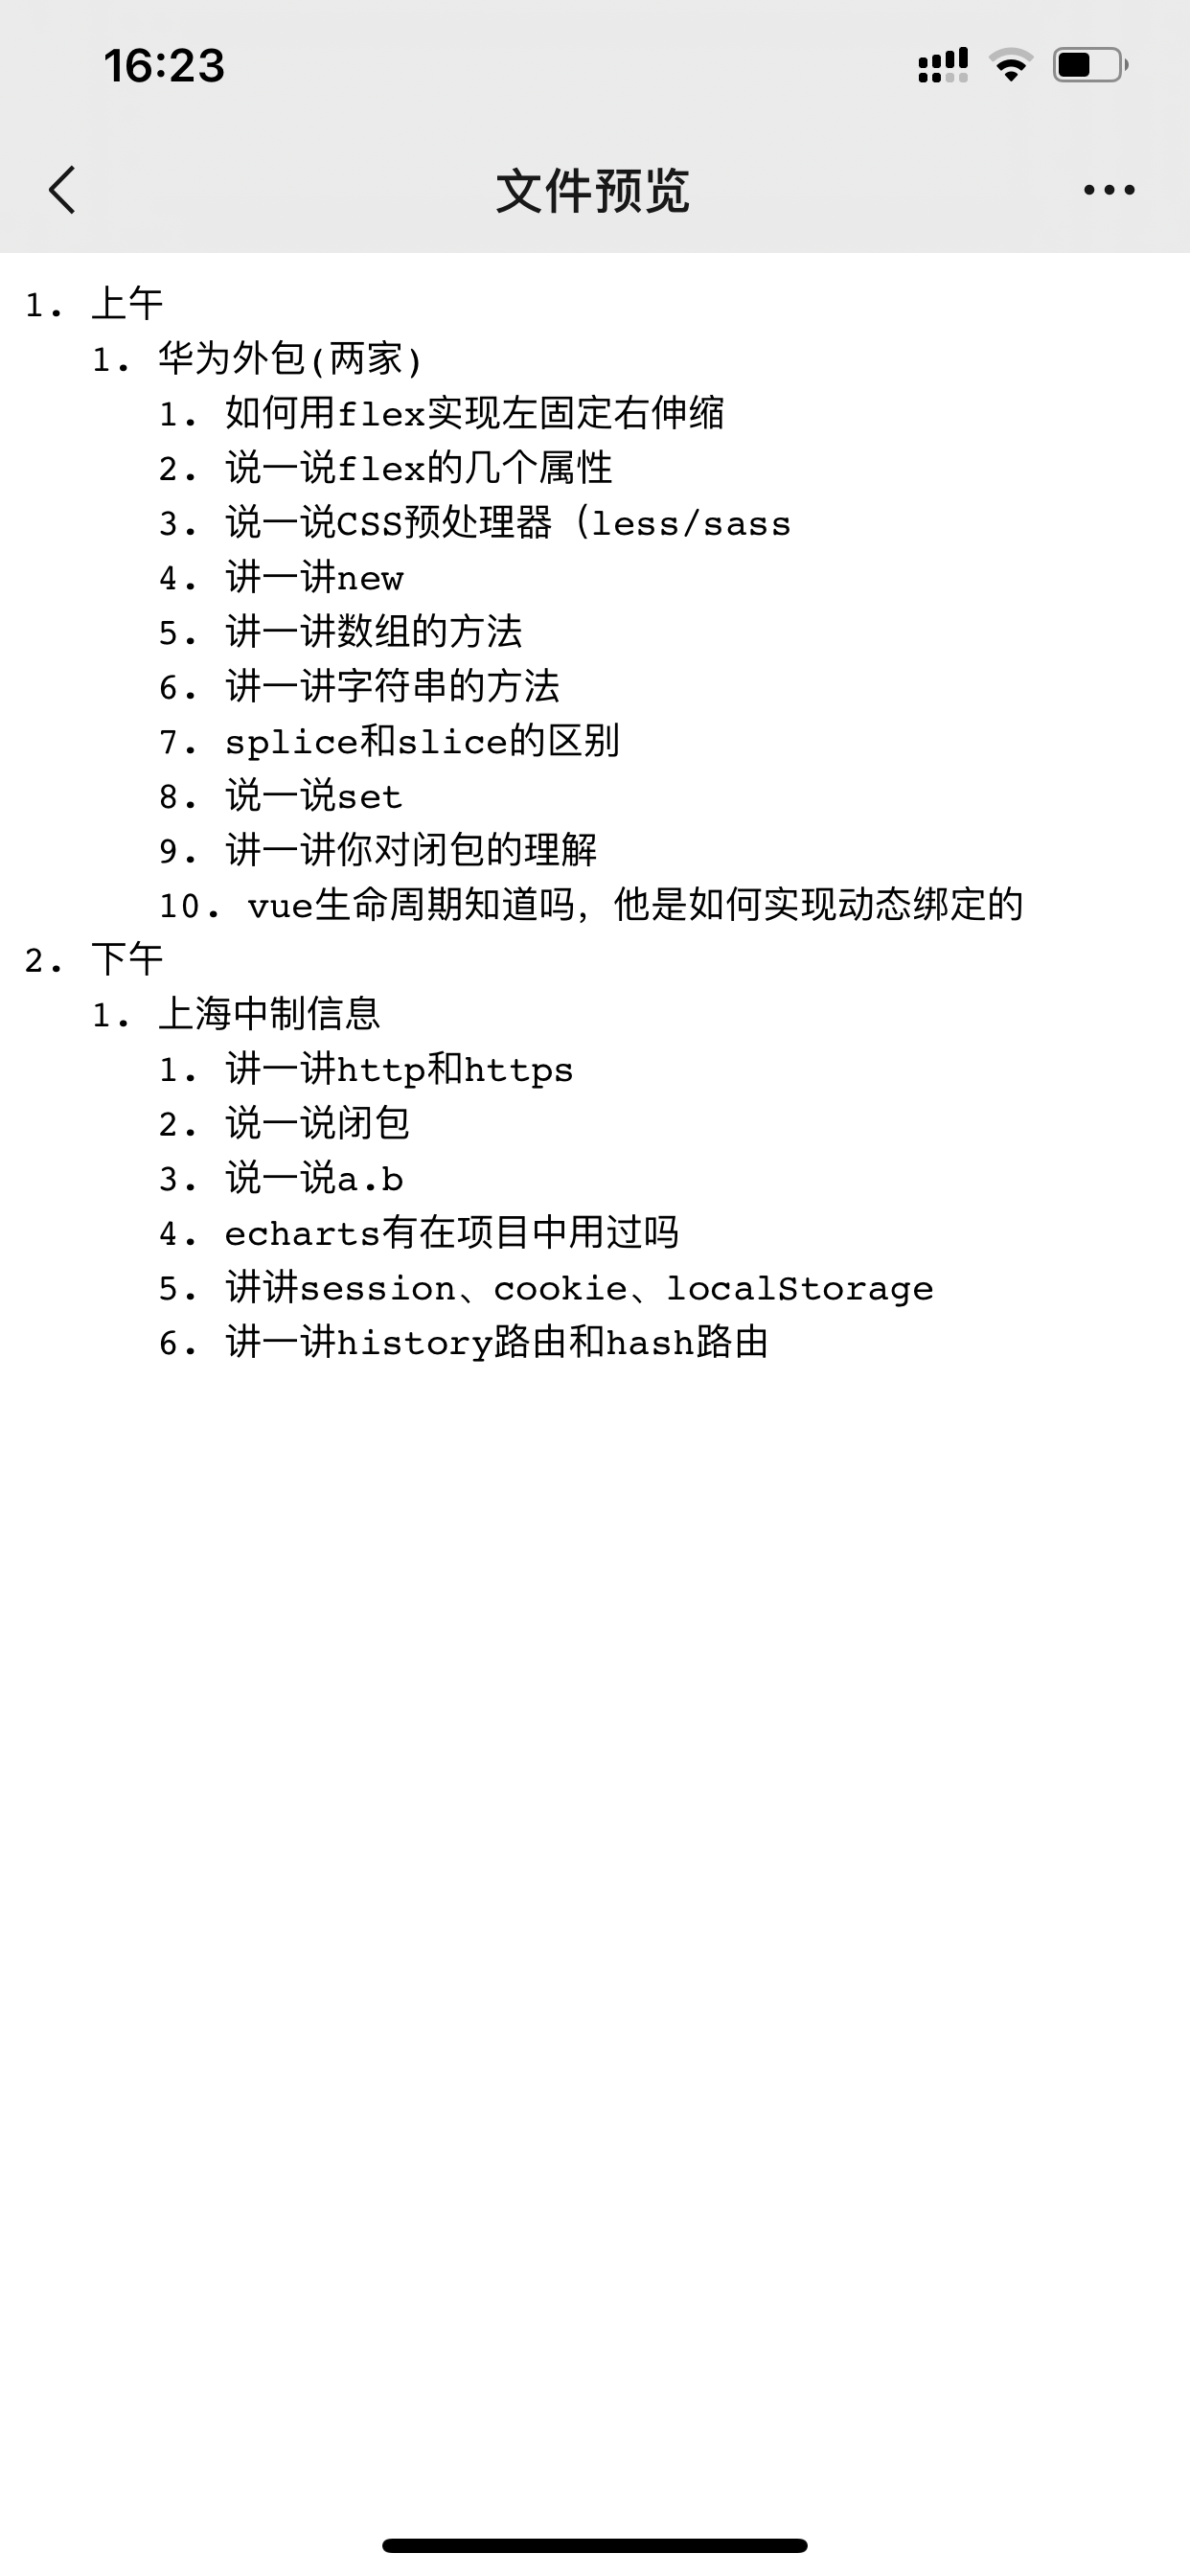 16:23
文件预览
1. 上午
1. 华为外包(两家)
1. 如何用flex实现左固定右伸缩
2. 说一说flex的几个属性
3. 说一说CSS预处理器（less/sass
4. 讲一讲new
5. 讲一讲数组的方法
6. 讲一讲字符串的方法
7. splice和slice的区别
8. 说一说set
9. 讲一讲你对闭包的理解
10. vue生命周期知道吗，他是如何实现动态绑定的
2. 下午
1. 上海中制信息
1. 讲一讲http和https
2. 说一说闭包
3. 说一说a.b
4. echarts有在项目中用过吗
5. 讲讲session、cookie、localStorage
6. 讲一讲history路由和hash路由